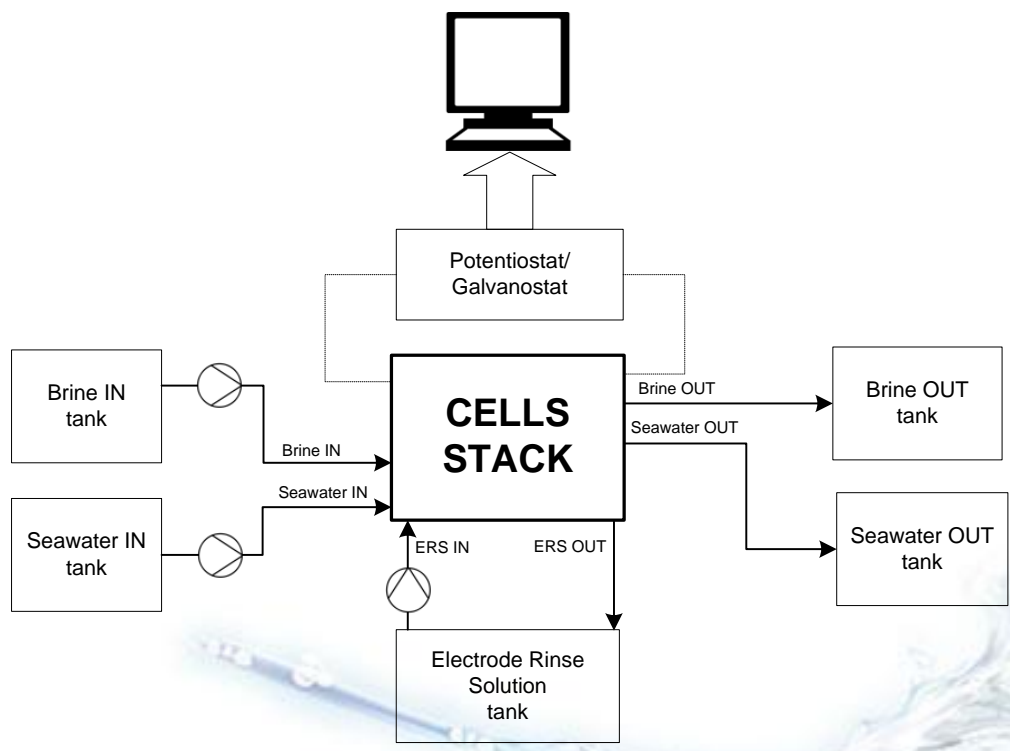 Potentiostat/
Galvanostat
Brine IN
tank
Brine IN
Seawater IN
tank
Seawater IN
CELLS
STACK
Brine OUT
Seawater OUT
Brine OUT
tank
Seawater OUT
tank
ERS IN
ERS OUT
Electrode Rinse
Solution
tank